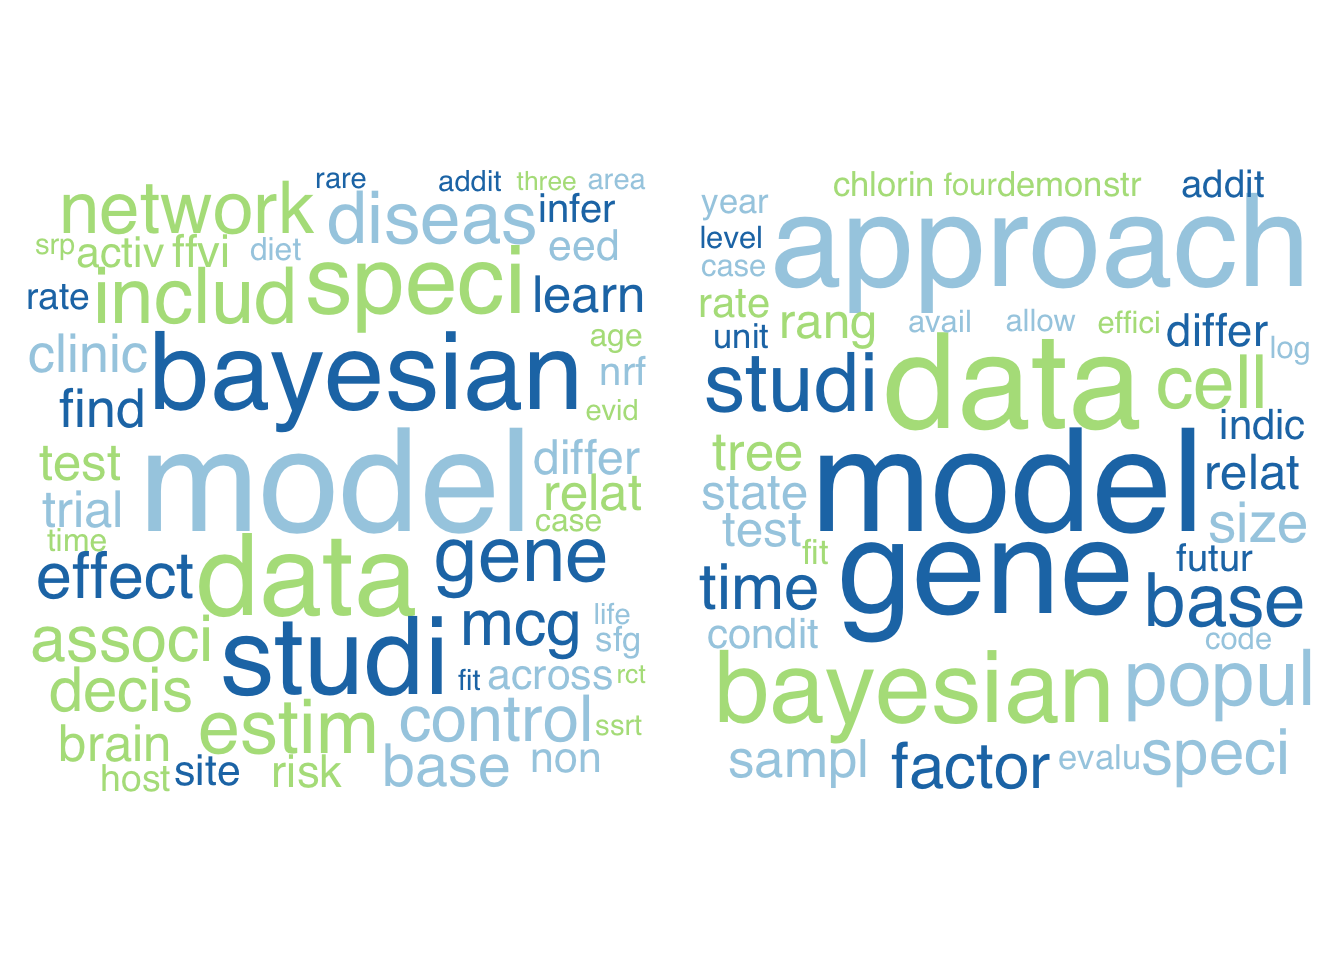 rare addit three area
network diseas infer
srp activ ffvi diet eed
rate includ speci learn
clinic bayesian age
nrf
find evid
test model differ
trial relat
time case
effect data gene
associ studi mcg life
sfg
decis fit across rct
brain estim control ssrt
host site risk base non
chlorin four demonstr addit
year approach
level
case
rate rang avail allow effici differ
unit log
studi data cell
indic
tree model relat
state size
test fit gene futur
time base
condit code
bayesian popul
sampl factor evalu speci